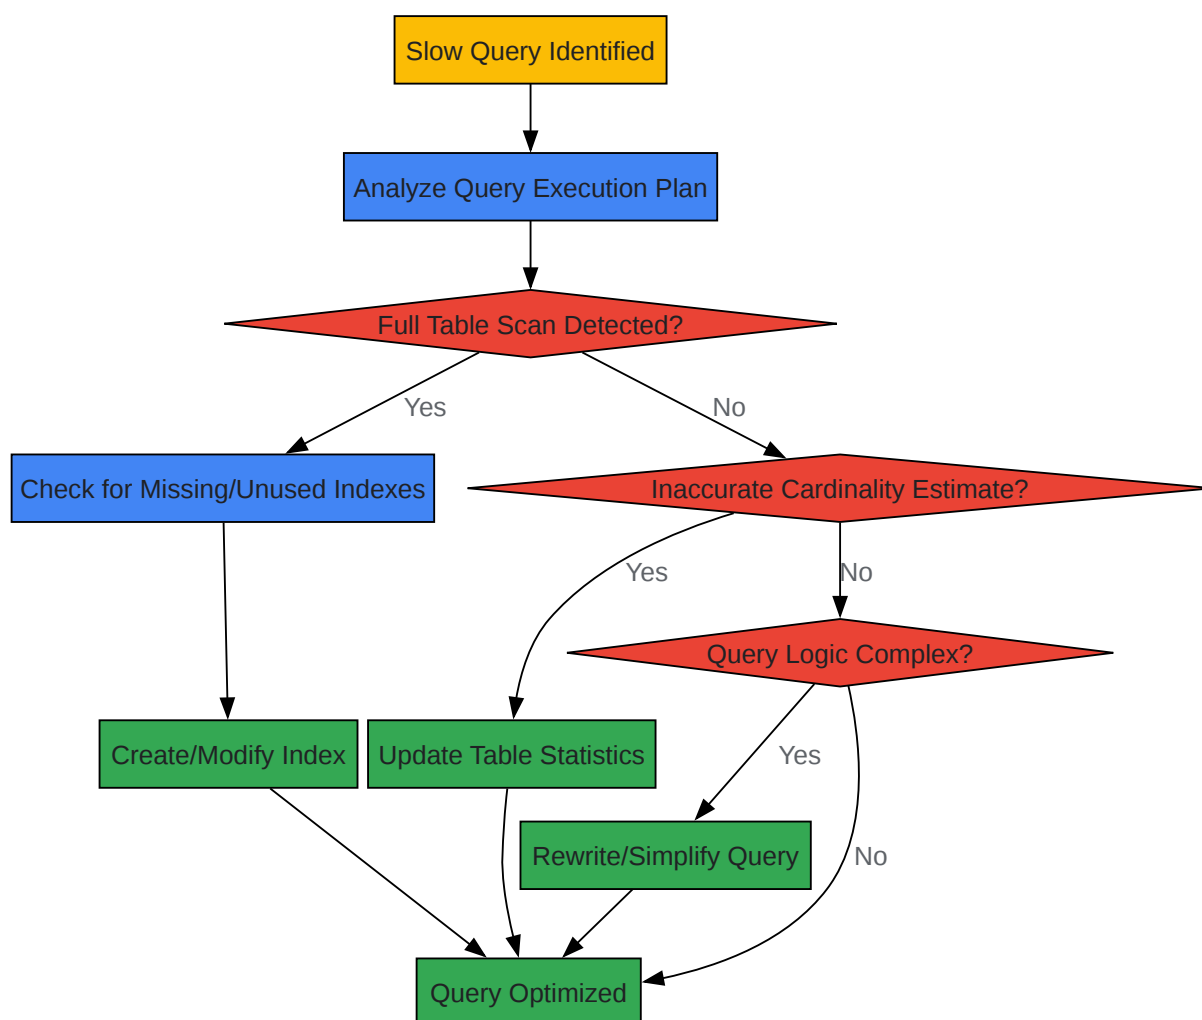 Slow Query Identified
Analyze Query Execution Plan
Full Table Scan Detected?
Yes
No
Check for Missing/Unused Indexes
Inaccurate Cardinality Estimate?
Yes
No
Query Logic Complex?
Create/Modify Index
Update Table Statistics
Yes
Rewrite/Simplify Query
No
Query Optimized